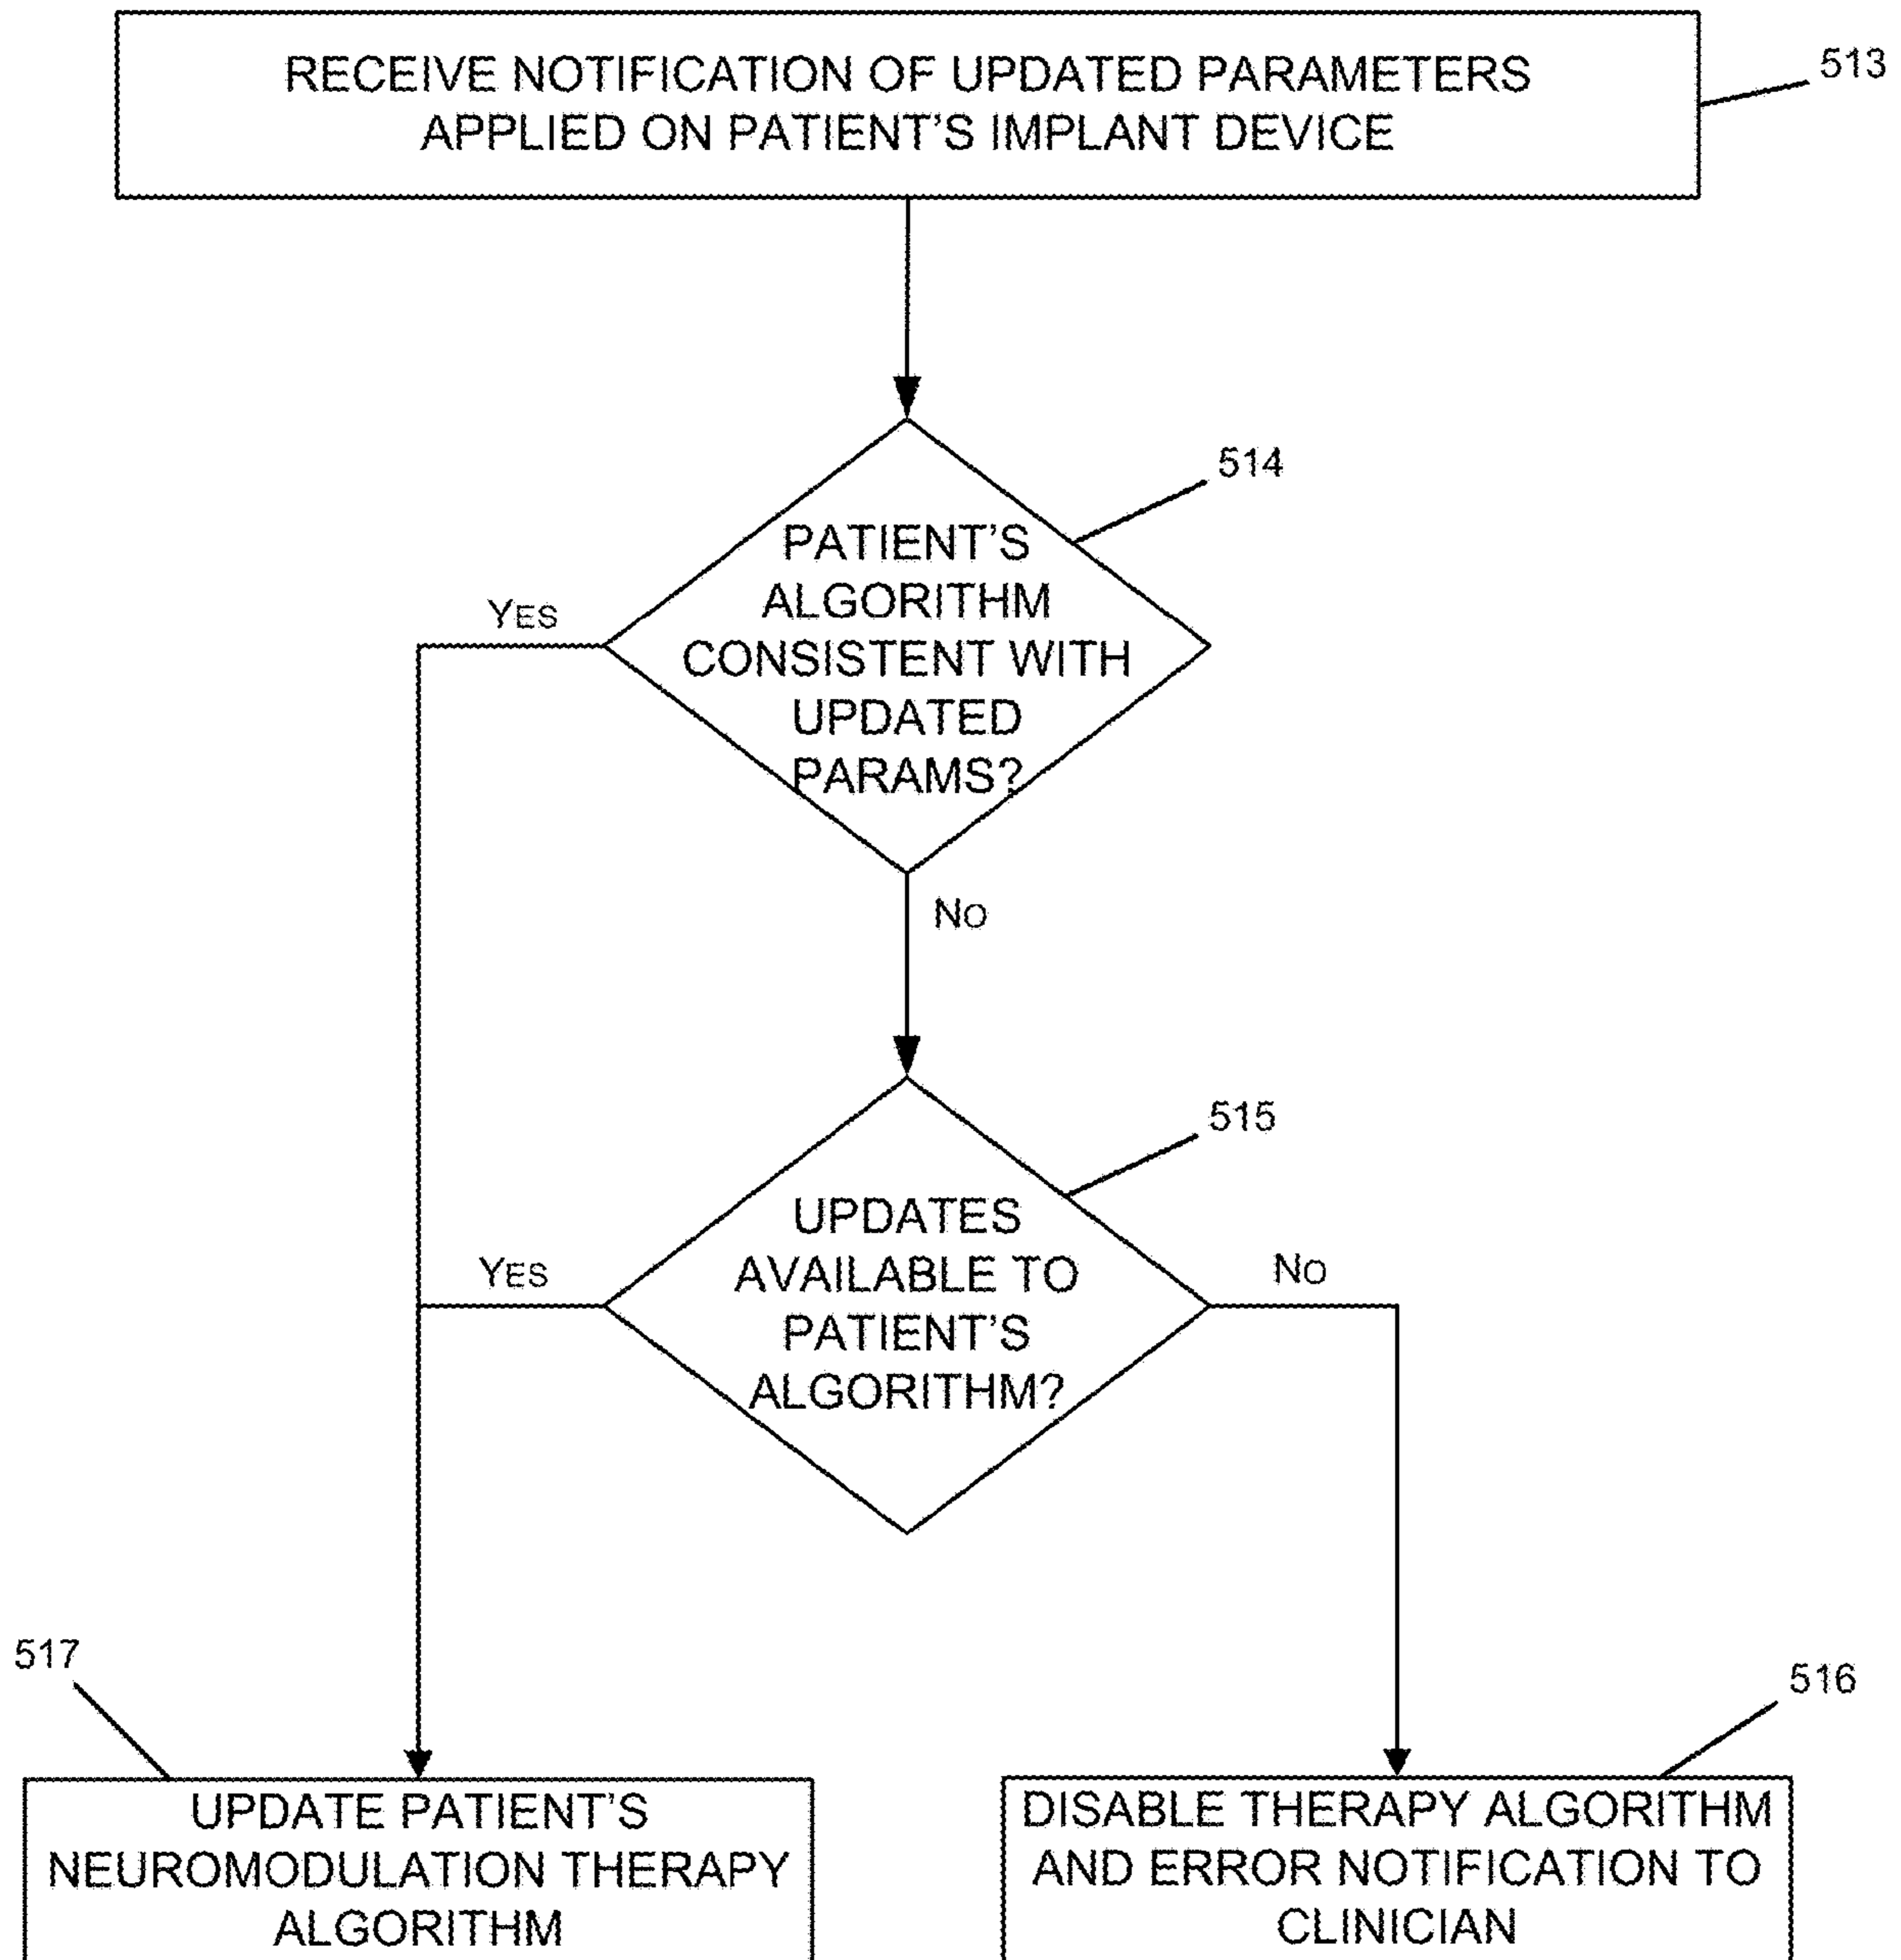 RECEIVE NOTIFICATION OF UPDATED PARAMETERS
APPLIED ON PATIENT'S IMPLANT DEVICE
513
514
PATIENT'S
ALGORITHM
CONSISTENT WITH
UPDATED
PARAMS?
YES
NO
515
UPDATES
AVAILABLE TO
PATIENT'S
ALGORITHM?
YES
NO
517
UPDATE PATIENT'S
NEUROMODULATION THERAPY
ALGORITHM
516
DISABLE THERAPY ALGORITHM
AND ERROR NOTIFICATION TO
CLINICIAN